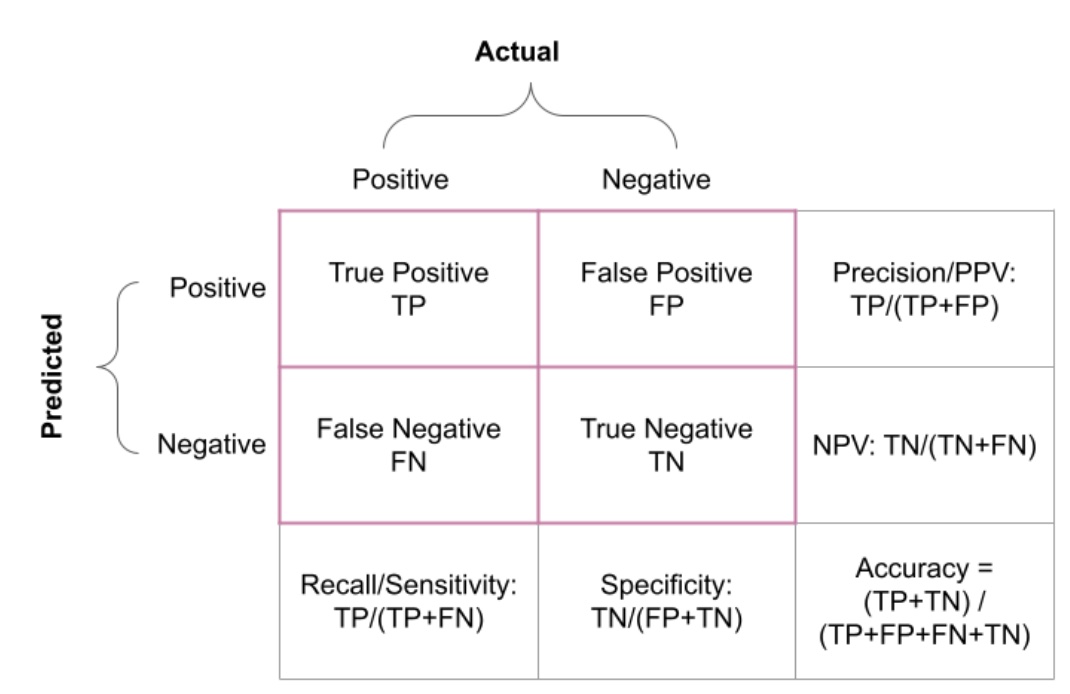 Actual
Positive
Negative
Predicted
Positive
True Positive
TP
False Positive
FP
Precision/PPV:
TP/(TP+FP)
Negative
False Negative
FN
True Negative
TN
NPV: TN/(TN+FN)
Recall/Sensitivity:
TP/(TP+FN)
Specificity:
TN/(FP+TN)
Accuracy =
(TP+TN) /
(TP+FP+FN+TN)